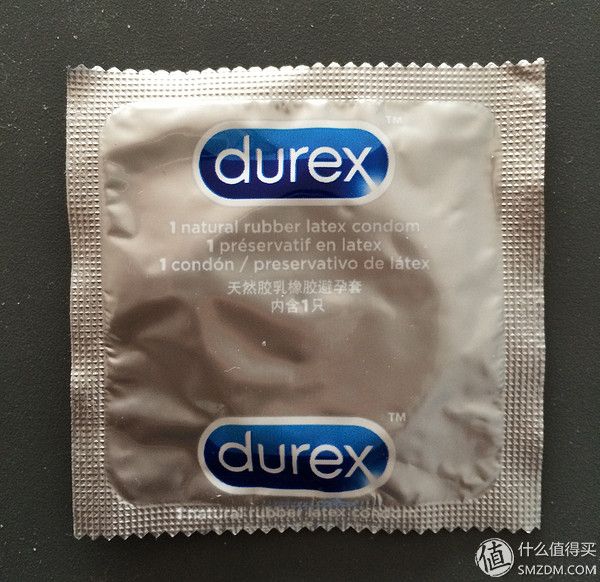 durex™
1 natural rubber latex condom
1 préservatif en latex
1 condón / preservativo de látex
天然胶乳橡胶避孕套
内含1只
durex™
1 natural rubber latex condom
值 什么值得买
SMZDM.COM